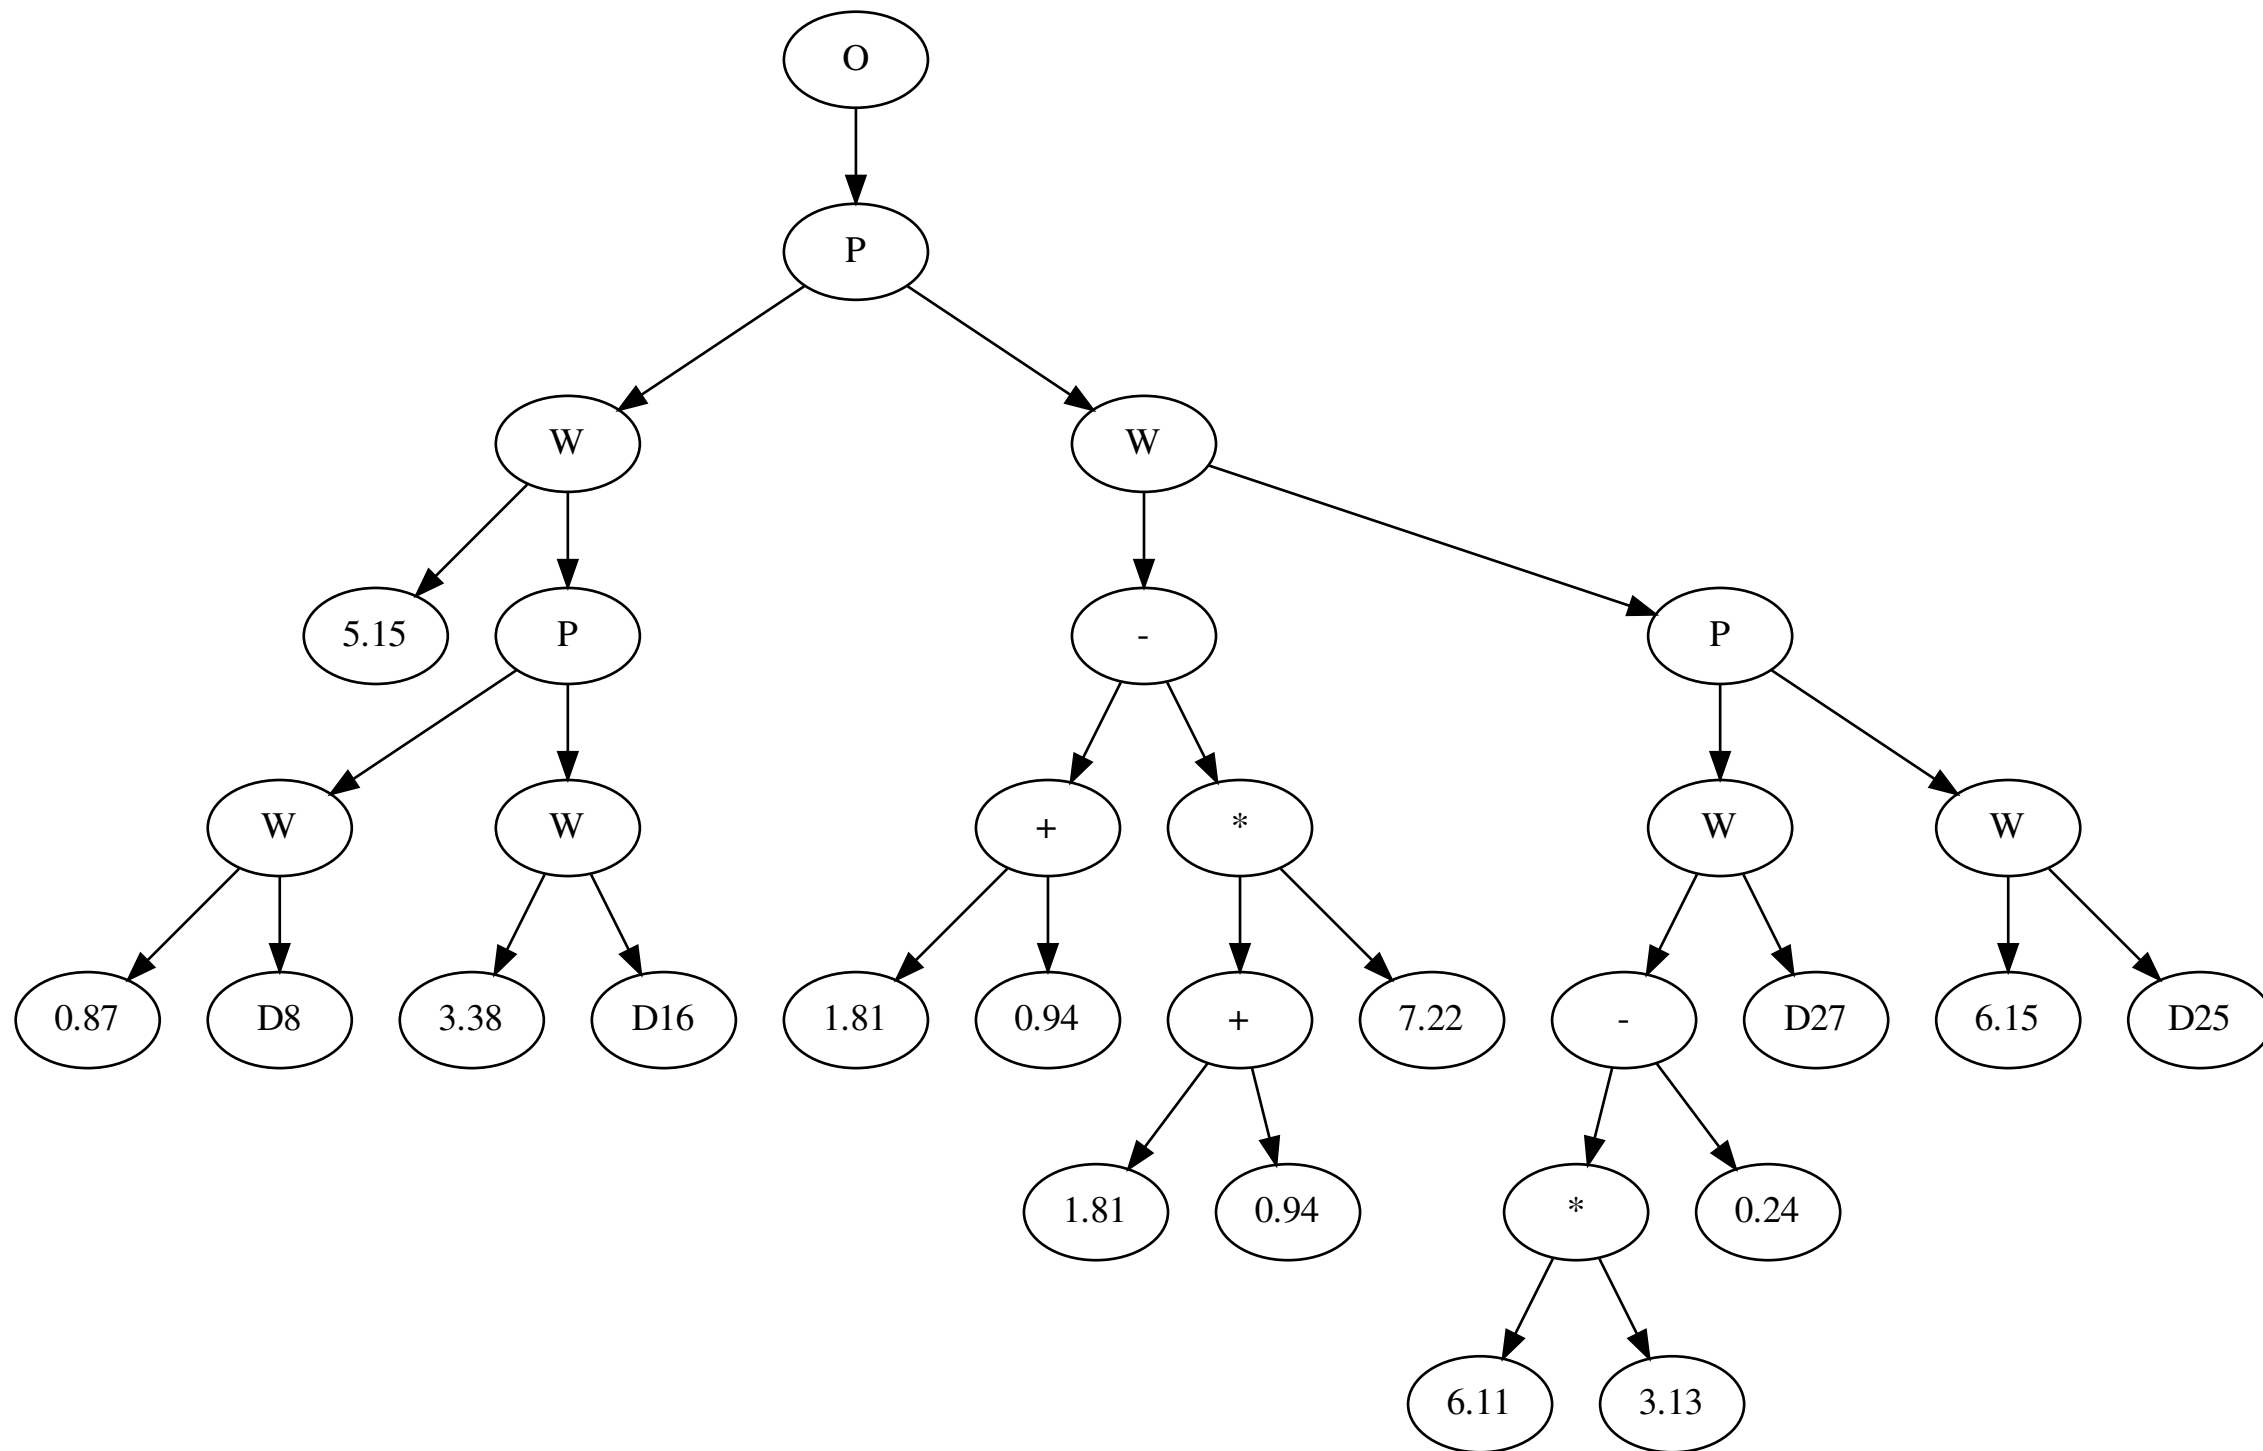 O
P
W W
5.15 P - P
W W + * W W
0.87 D8 3.38 D16 1.81 0.94 + 7.22 - D27 6.15 D25
1.81 0.94 * 0.24
6.11 3.13